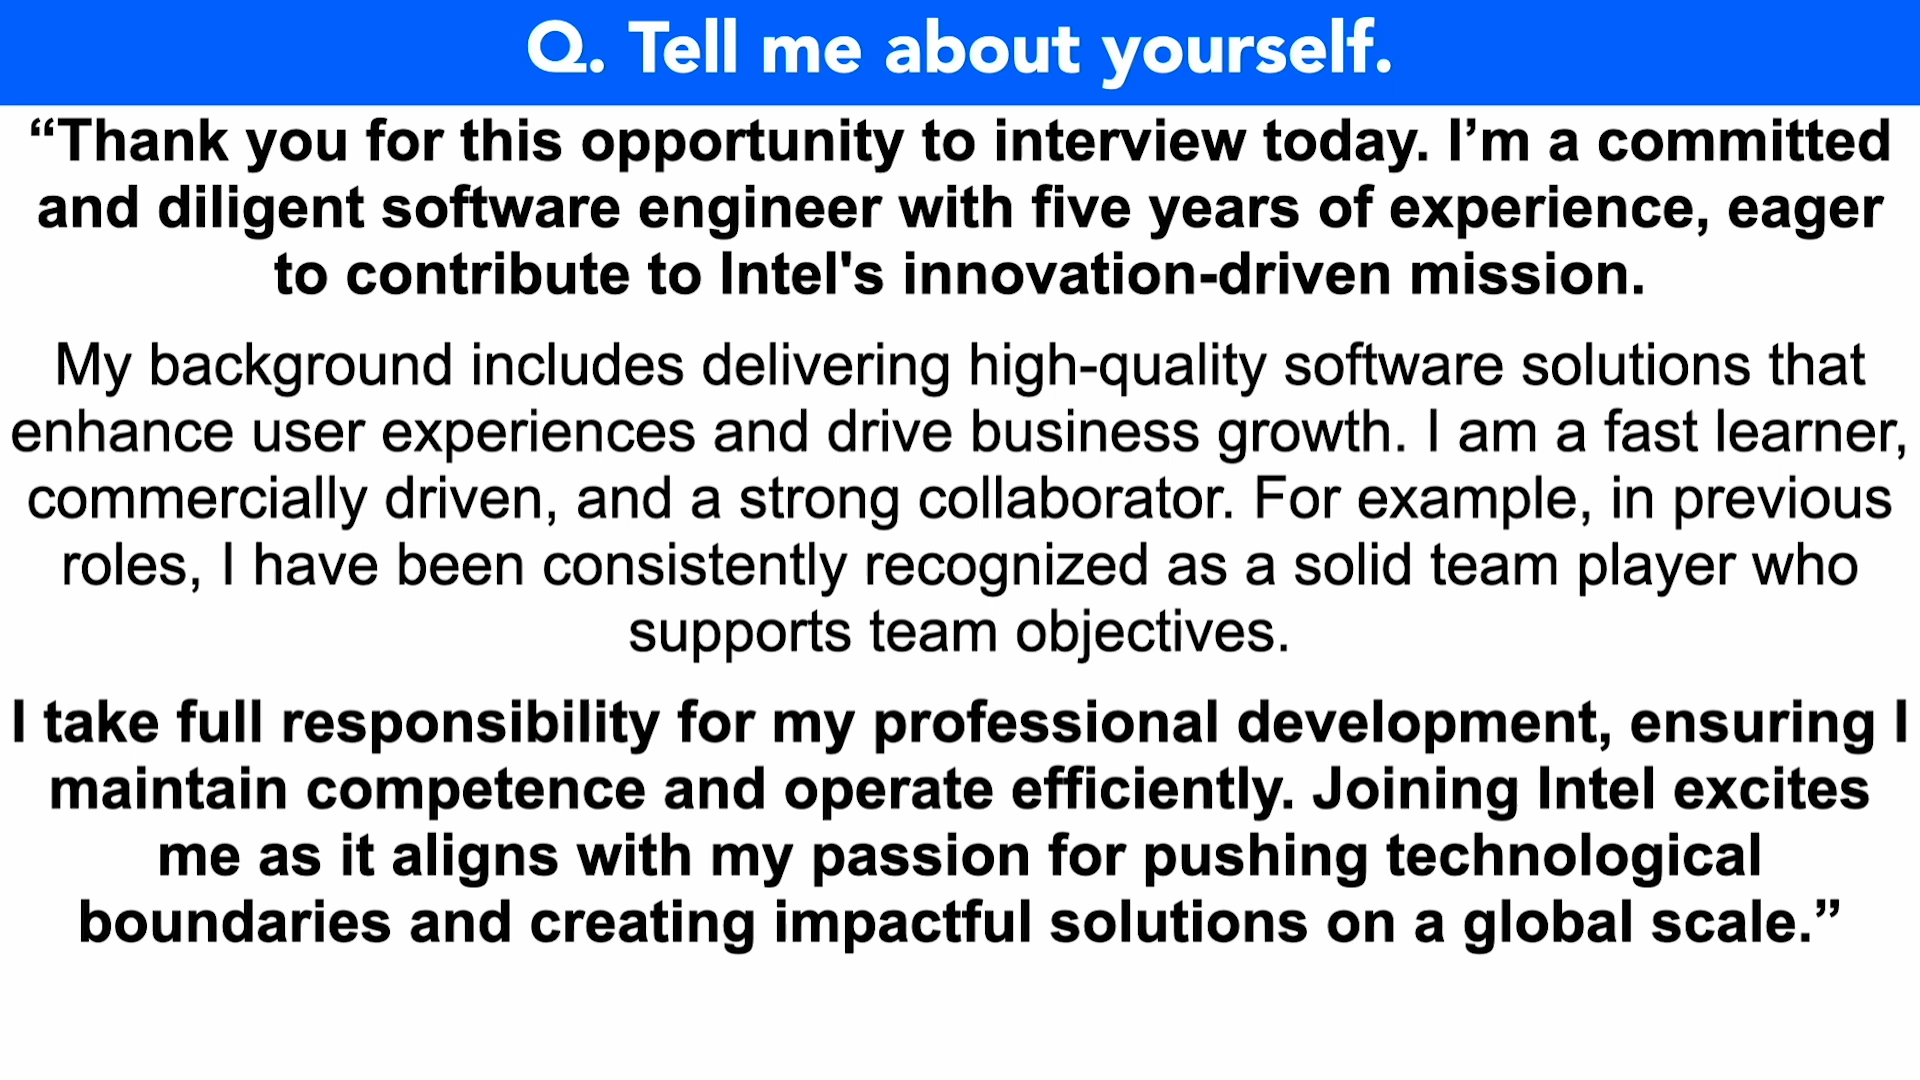 Q. Tell me about yourself.
“Thank you for this opportunity to interview today. I’m a committed
and diligent software engineer with five years of experience, eager
to contribute to Intel's innovation-driven mission.
My background includes delivering high-quality software solutions that
enhance user experiences and drive business growth. I am a fast learner,
commercially driven, and a strong collaborator. For example, in previous
roles, I have been consistently recognized as a solid team player who
supports team objectives.
I take full responsibility for my professional development, ensuring I
maintain competence and operate efficiently. Joining Intel excites
me as it aligns with my passion for pushing technological
boundaries and creating impactful solutions on a global scale.”